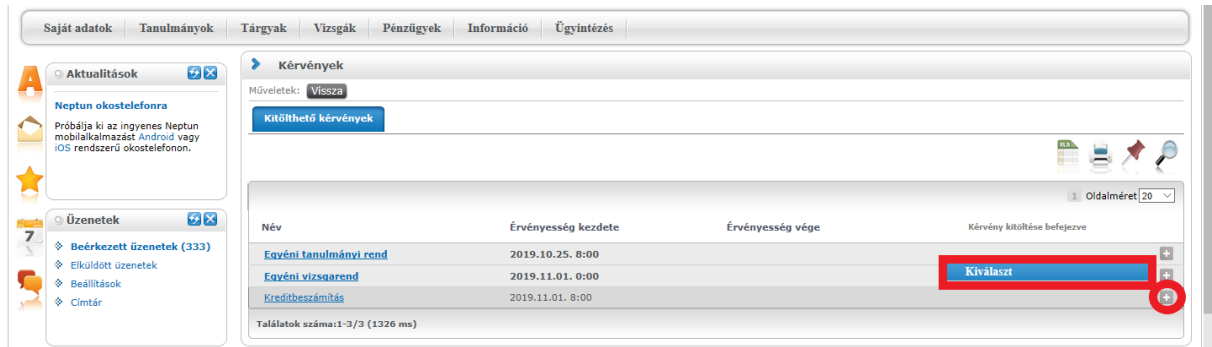 Saját adatok Tanulmányok Tárgyak Vizsgák Pénzügyek Információ Ügyintézés
Aktualitások
Neptun okostelefonra
Próbálja ki az ingyenes Neptun
mobilalkalmazást Android vagy
iOS rendszerű okostelefonon.
Üzenetek
7
Beérkezett üzenetek (333)
Elküldött üzenetek
Beállítások
Címtár
Kérvények
Műveletek: Vissza
Kitölthető kérvények
XLS
1 Oldalméret 20
Név Érvényesség kezdete Érvényesség vége Kérvény kitöltése befejezve
Egyéni tanulmányi rend 2019.10.25. 8:00
Egyéni vizsgarend 2019.11.01. 0:00
Kiválaszt
Kreditbeszámítás 2019.11.01. 8:00
Találatok száma:1-3/3 (1326 ms)